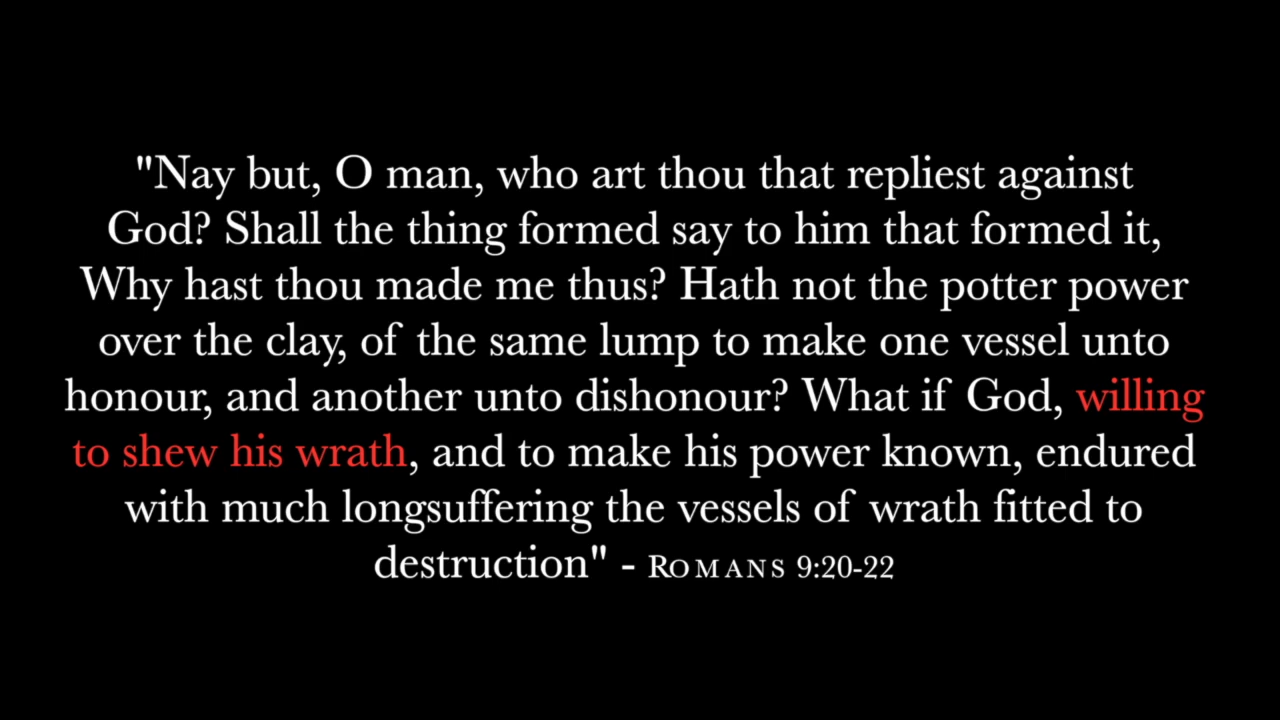 "Nay but, O man, who art thou that repliest against
God? Shall the thing formed say to him that formed it,
Why hast thou made me thus? Hath not the potter power
over the clay, of the same lump to make one vessel unto
honour, and another unto dishonour? What if God, willing
to shew his wrath, and to make his power known, endured
with much longsuffering the vessels of wrath fitted to
destruction" - ROMANS 9:20-22